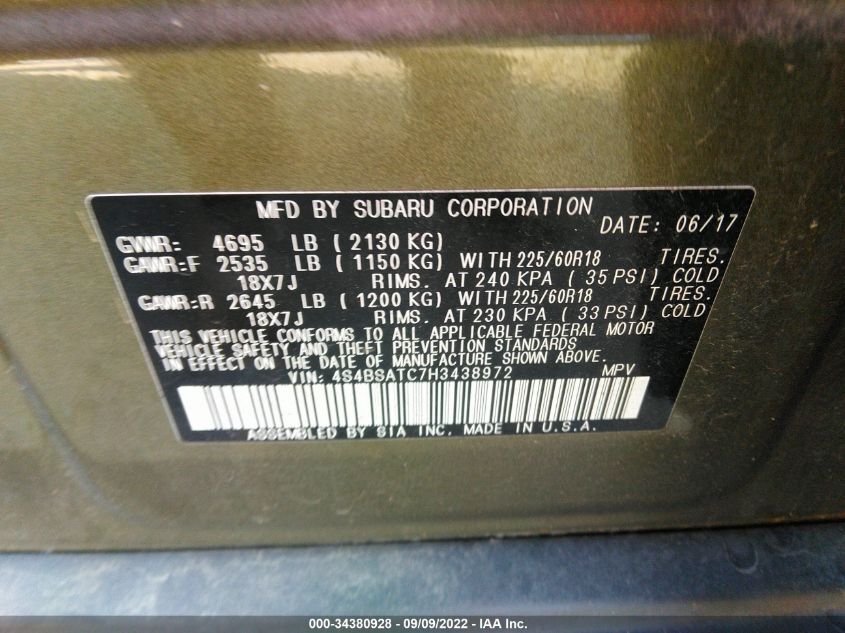 MFD BY SUBARU CORPORATION DATE: 06/17
GVWR: 4695 LB ( 2130 KG)
GAWR:F 2535 LB ( 1150 KG) WITH 225/60R18 TIRES.
18X7J RIMS. AT 240 KPA ( 35 PSI) COLD
GAWR:R 2645 LB ( 1200 KG) WITH 225/60R18 TIRES.
18X7J RIMS. AT 230 KPA ( 33 PSI) COLD
THIS VEHICLE CONFORMS TO ALL APPLICABLE FEDERAL MOTOR
VEHICLE SAFETY AND THEFT PREVENTION STANDARDS
IN EFFECT ON THE DATE OF MANUFACTURE SHOWN ABOVE.
VIN: 4S4BSATC7H3438972 MPV
ASSEMBLED BY SIA INC. MADE IN U.S.A.
000-34380928 - 09/09/2022 - IAA Inc.